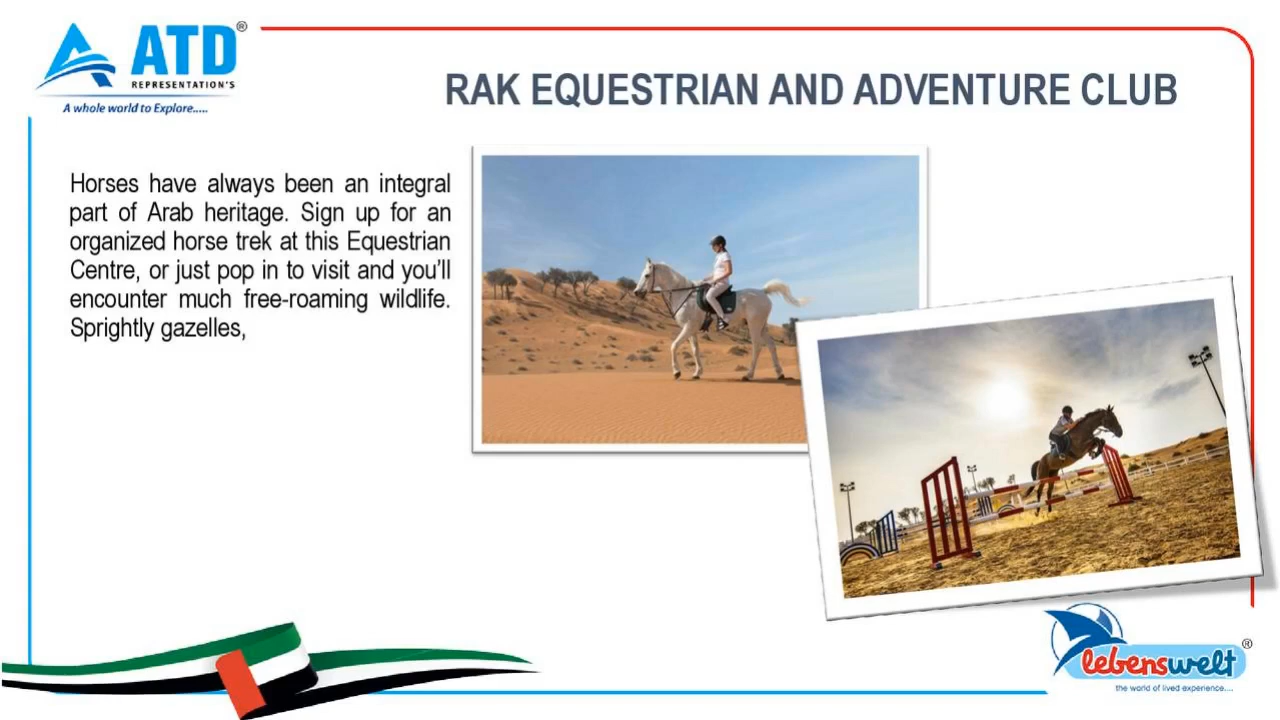 ATD®
REPRESENTATION'S
A whole world to Explore.....
RAK EQUESTRIAN AND ADVENTURE CLUB
Horses have always been an integral
part of Arab heritage. Sign up for an
organized horse trek at this Equestrian
Centre, or just pop in to visit and you'll
encounter much free-roaming wildlife.
Sprightly gazelles,
lebenswelt®
the world of lived experience....